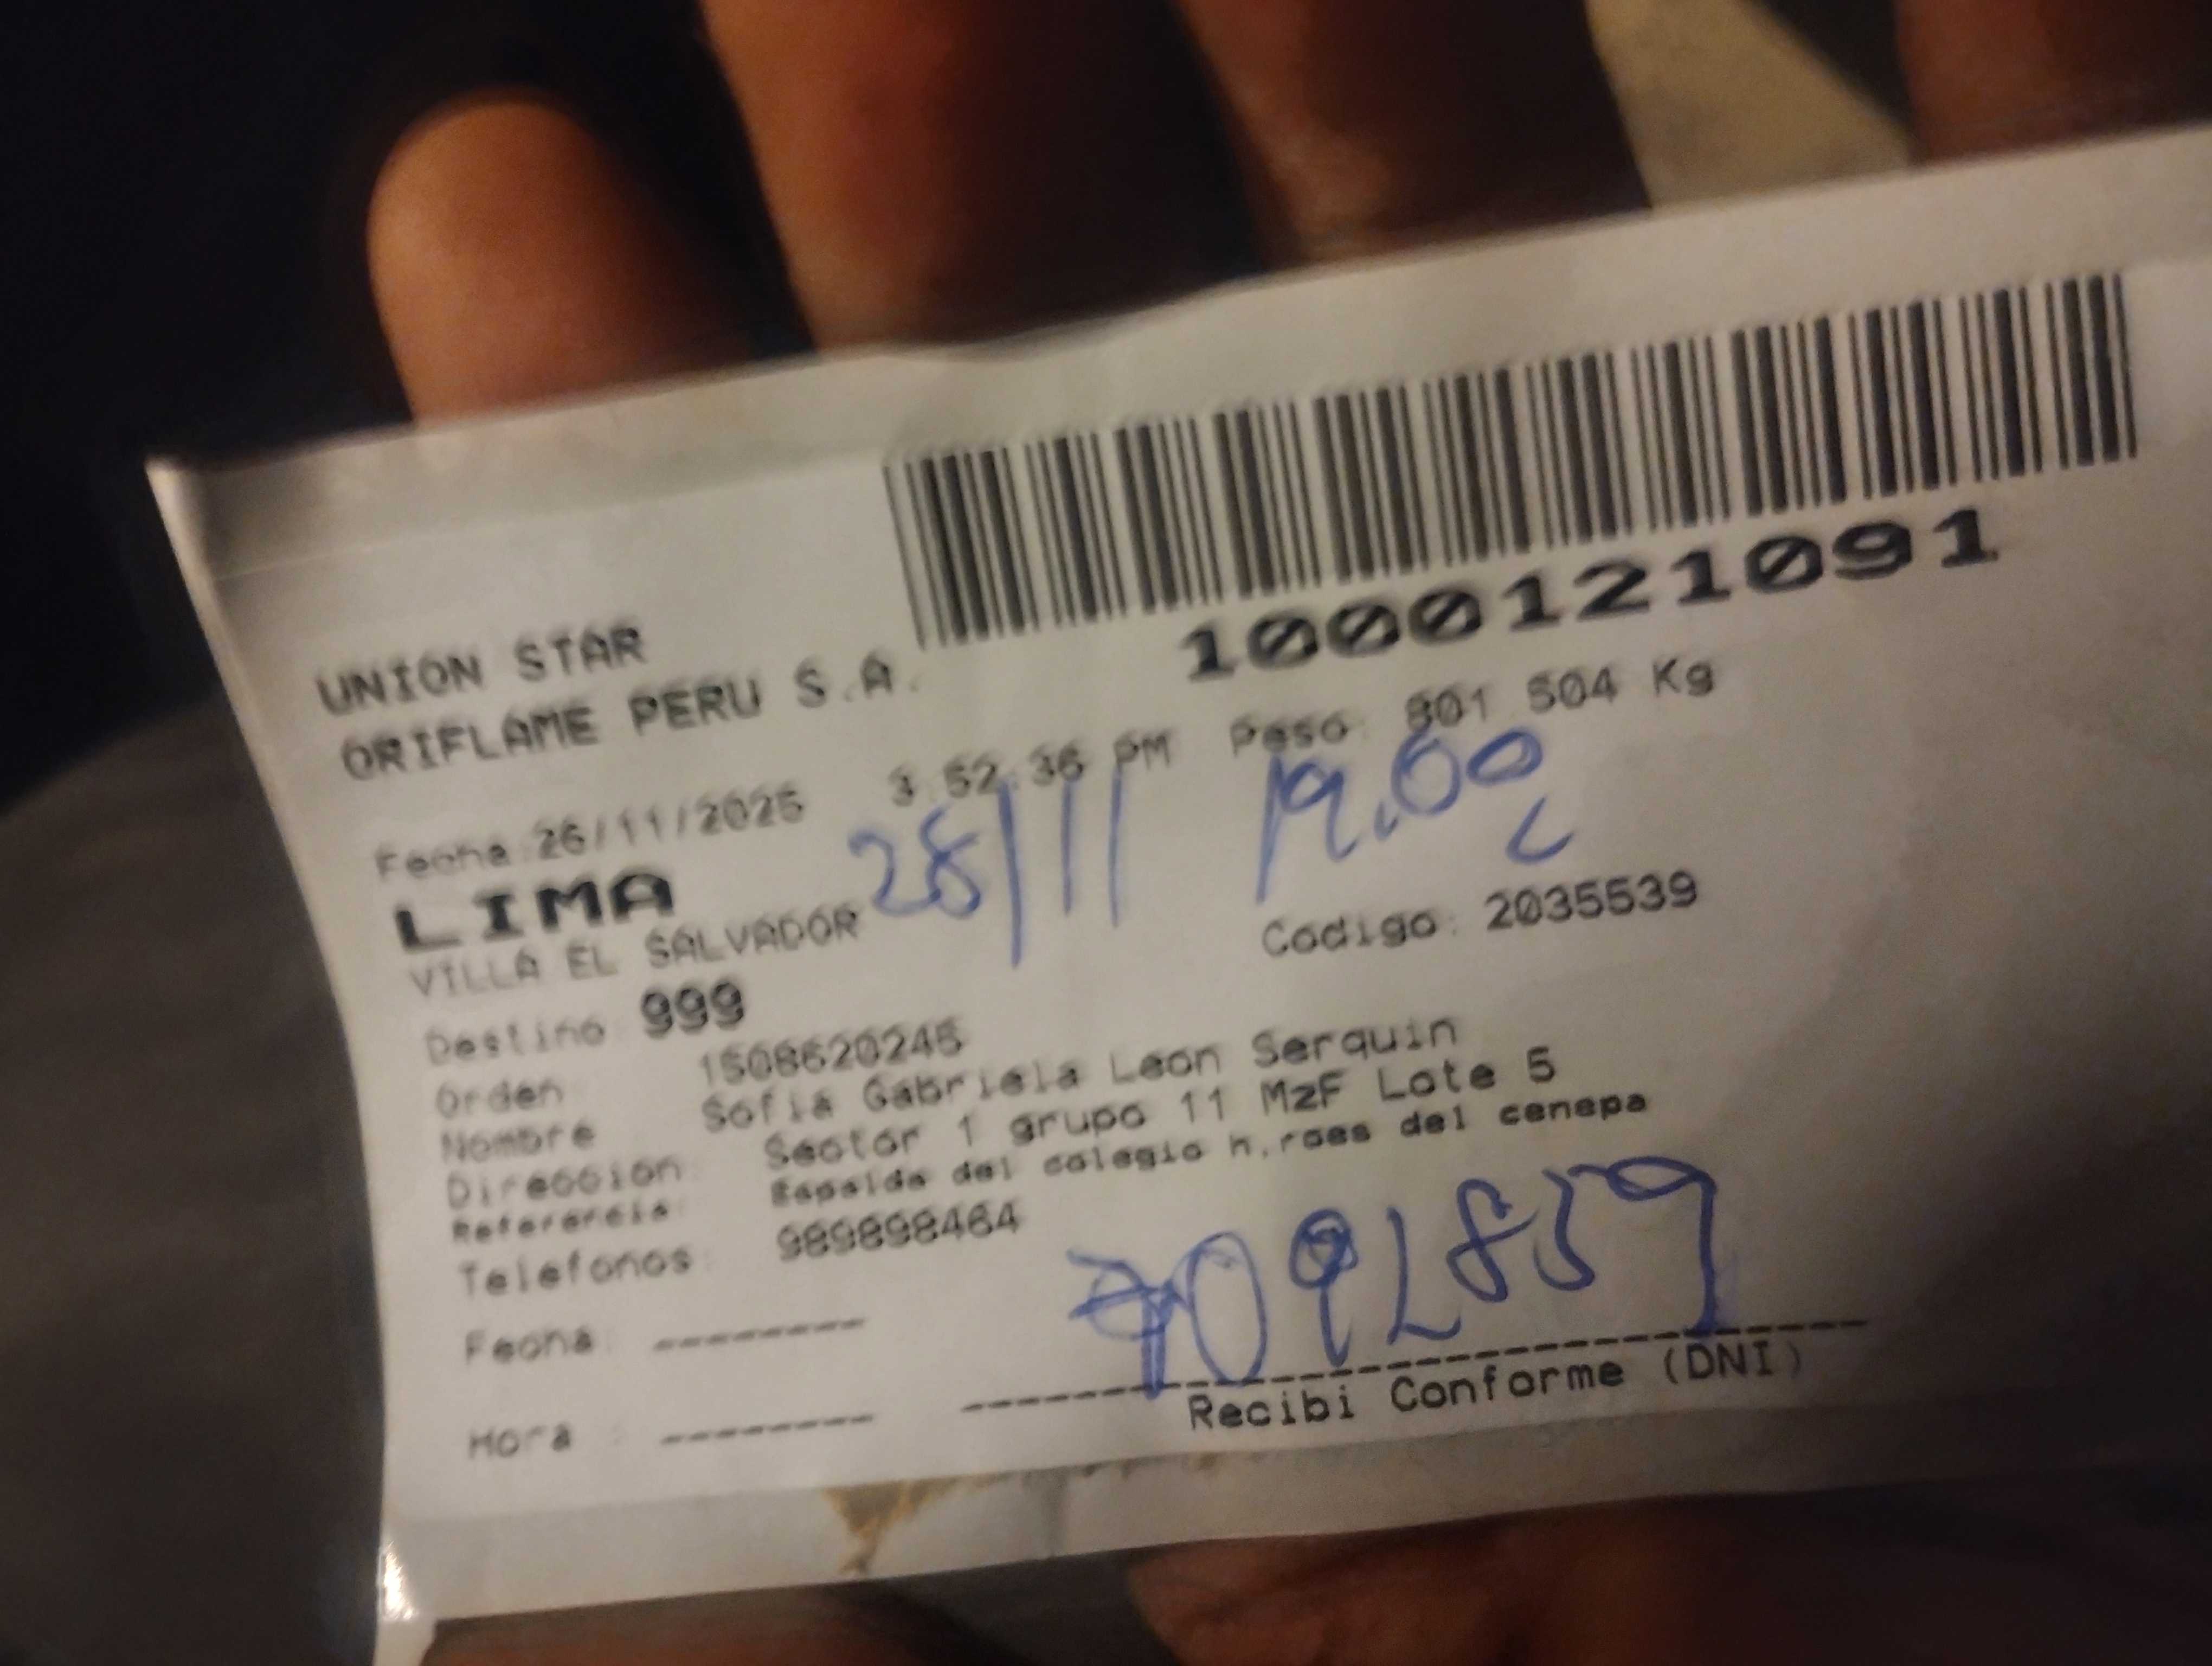 1000121091
UNION STAR
ORIFLAME PERU S.A.
Fecha:26/11/2025 3:52:36 PM Peso: 801.504 Kg
28/11 19.00
LIMA
VILLA EL SALVADOR
Codigo: 2035539
Destino: 999
Orden: 1508620245
Nombre Sofia Gabriela Leon Serquin
Direccion: Sector 1 grupo 11 MzF Lote 5
Referencia: Espalda del colegio h,roes del cenepa
Telefonos: 989898464
Fecha: --------
Hora : --------
Recibi Conforme (DNI)